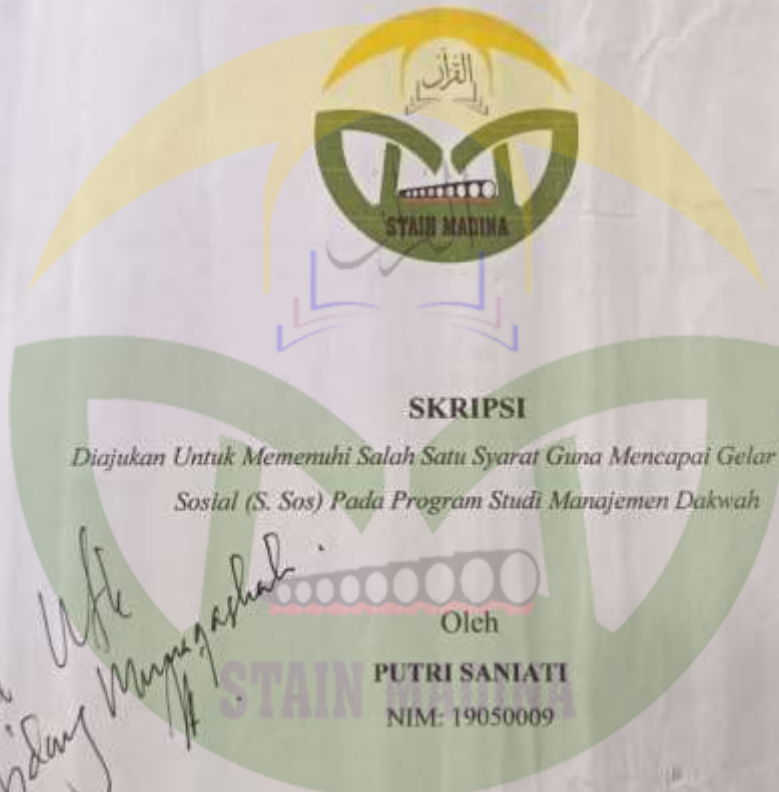 القرآن
STAIN MADINA
SKRIPSI
Diajukan Untuk Memenuhi Salah Satu Syarat Guna Mencapai Gelar
Sosial (S. Sos) Pada Program Studi Manajemen Dakwah
Oleh
PUTRI SANIATI
NIM: 19050009
STAIN MADINA